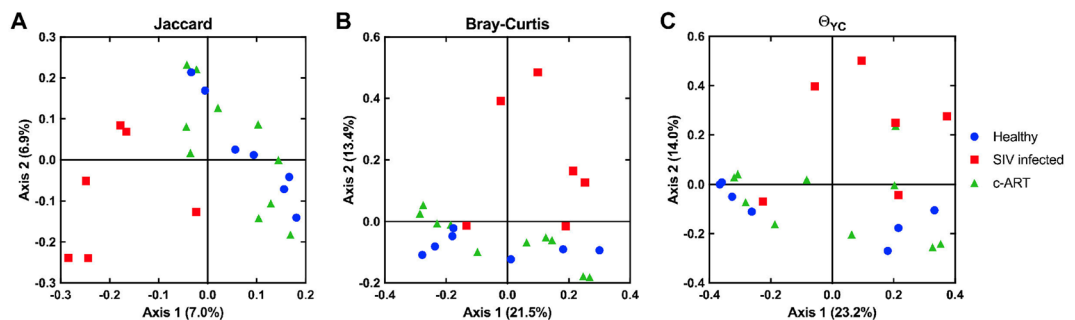 A
Jaccard
0.3
0.2
0.1
0.0
-0.1
-0.2
-0.3
-0.3
-0.2
-0.1
0.0
0.1
0.2
Axis 2 (6.9%)
Axis 1 (7.0%)
B
Bray-Curtis
0.6
0.4
0.2
0.0
-0.2
-0.4
-0.2
0.0
0.2
0.4
Axis 2 (13.4%)
Axis 1 (21.5%)
C
ΘYC
0.6
0.4
0.2
0.0
-0.2
-0.4
-0.4
-0.2
0.0
0.2
0.4
Axis 2 (14.0%)
Axis 1 (23.2%)
Healthy
SIV infected
c-ART